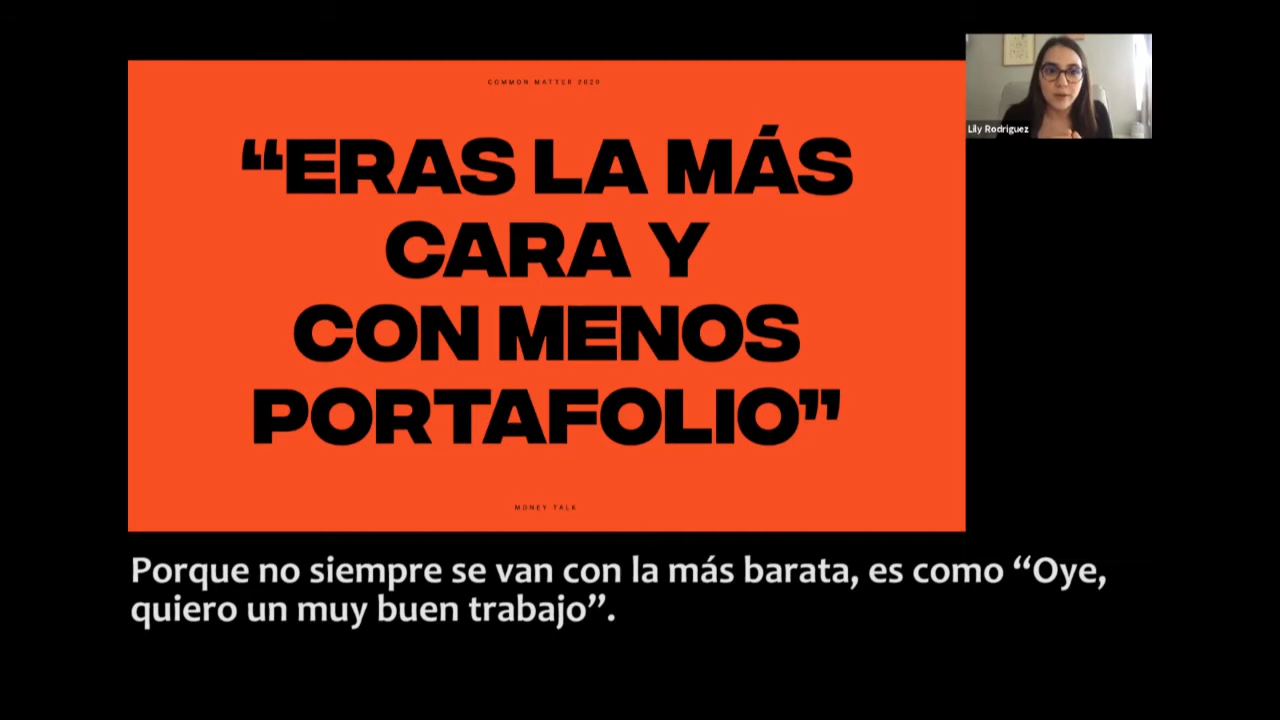 COMMON MATTER 2020
“ERAS LA MÁS
CARA Y
CON MENOS
PORTAFOLIO”
MONEY TALK
Lily Rodriguez
Porque no siempre se van con la más barata, es como “Oye,
quiero un muy buen trabajo”.